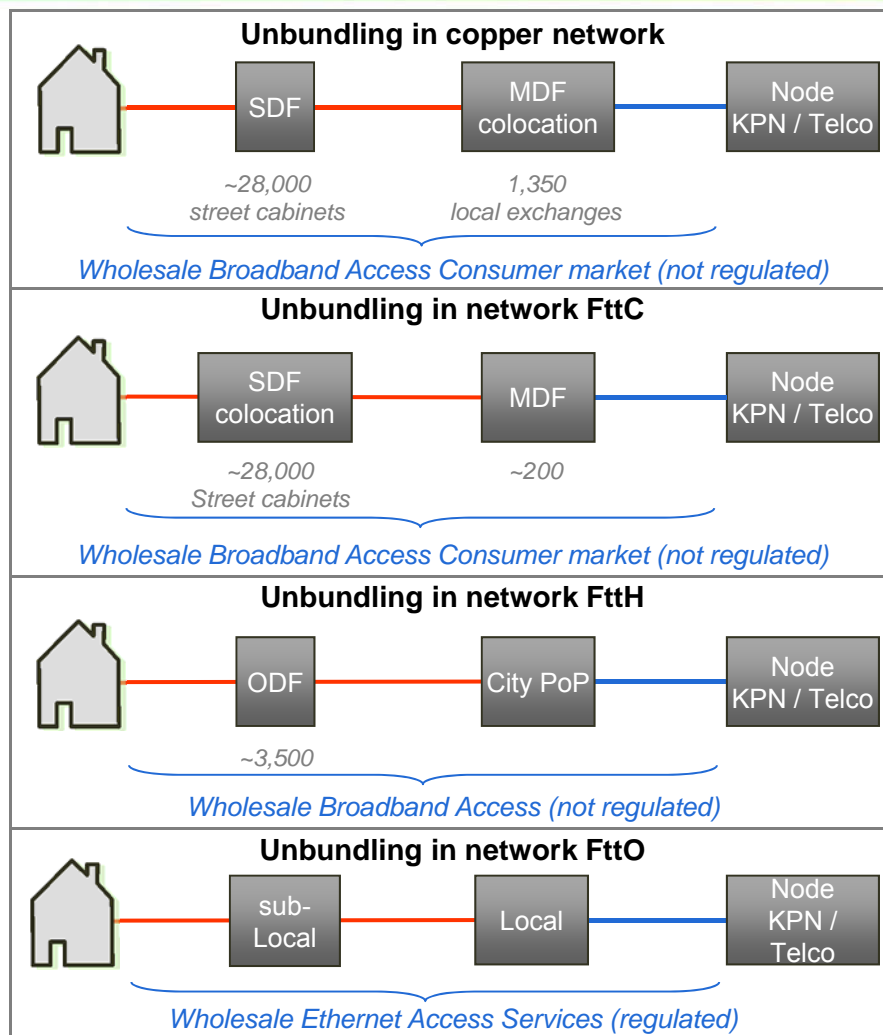 Unbundling in copper network
SDF
MDF
colocation
Node
KPN / Telco
~28,000
street cabinets
1,350
local exchanges
Wholesale Broadband Access Consumer market (not regulated)
Unbundling in network FttC
SDF
colocation
MDF
Node
KPN / Telco
~28,000
Street cabinets
~200
Wholesale Broadband Access Consumer market (not regulated)
Unbundling in network FttH
ODF
City PoP
Node
KPN / Telco
~3,500
Wholesale Broadband Access (not regulated)
Unbundling in network FttO
sub-
Local
Local
Node
KPN /
Telco
Wholesale Ethernet Access Services (regulated)